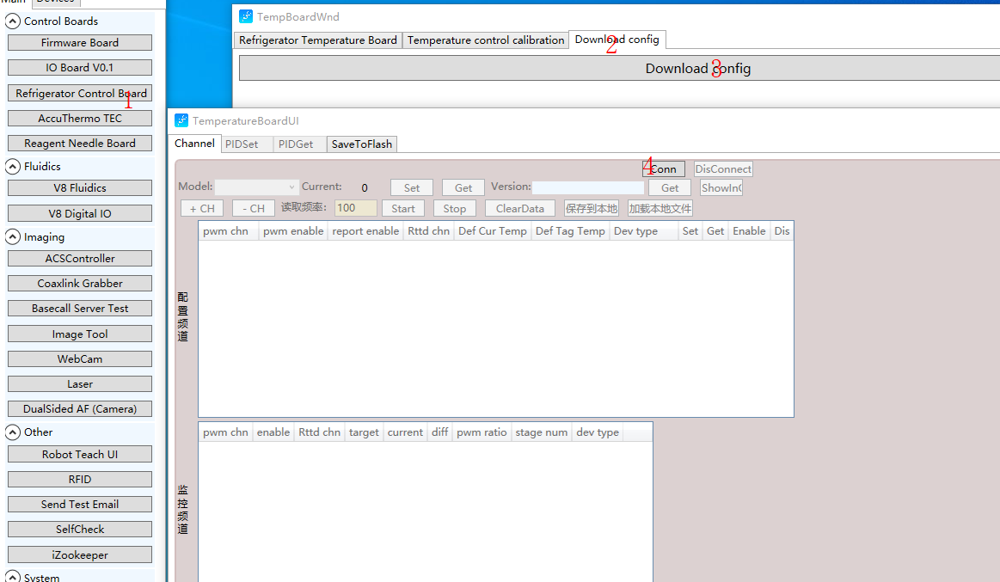 Main Devices
Control Boards
Firmware Board
IO Board V0.1
Refrigerator Control Board
1
AccuThermo TEC
Reagent Needle Board
Fluidics
V8 Fluidics
V8 Digital IO
Imaging
ACSController
Coaxlink Grabber
Basecall Server Test
Image Tool
WebCam
Laser
DualSided AF (Camera)
Other
Robot Teach UI
RFID
Send Test Email
SelfCheck
iZookeeper
System
TempBoardWnd
Refrigerator Temperature Board Temperature control calibration Download config
2
Download config
3
TemperatureBoardUI
Channel PIDSet PIDGet SaveToFlash
4
Conn DisConnect
Model: Current: 0 Set Get Version: Get ShowInC
+ CH - CH 读取频率: 100 Start Stop ClearData 保存到本地 加载本地文件
pwm chn pwm enable report enable Rttd chn Def Cur Temp Def Tag Temp Dev type Set Get Enable Dis
配置频道
pwm chn enable Rttd chn target current diff pwm ratio stage num dev type
监控频道